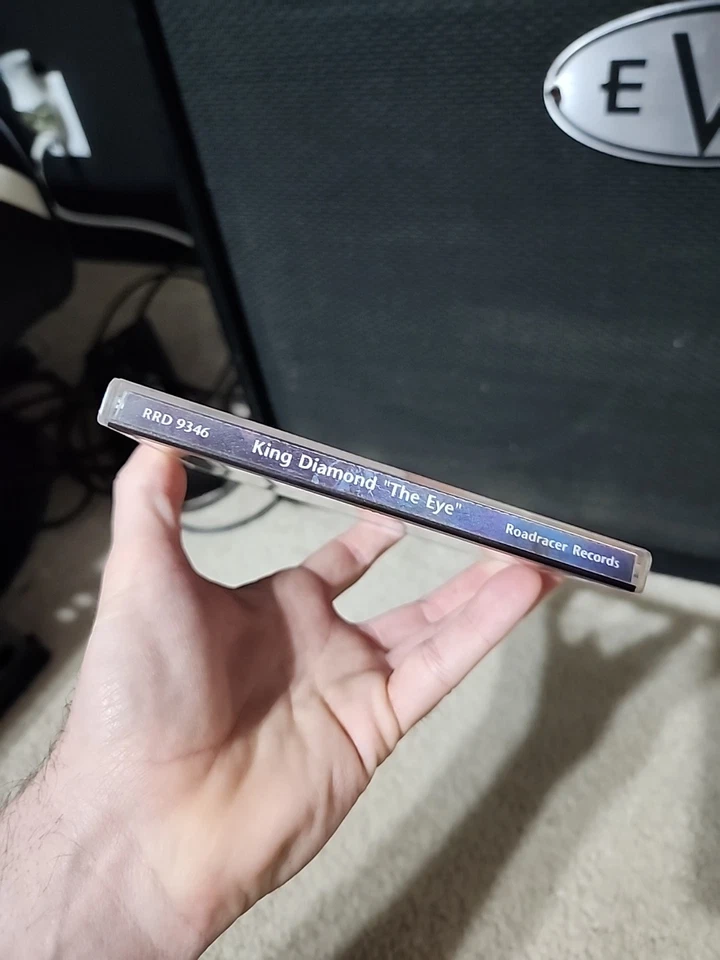 EV
RRD 9346
King Diamond "The Eye"
Roadracer Records